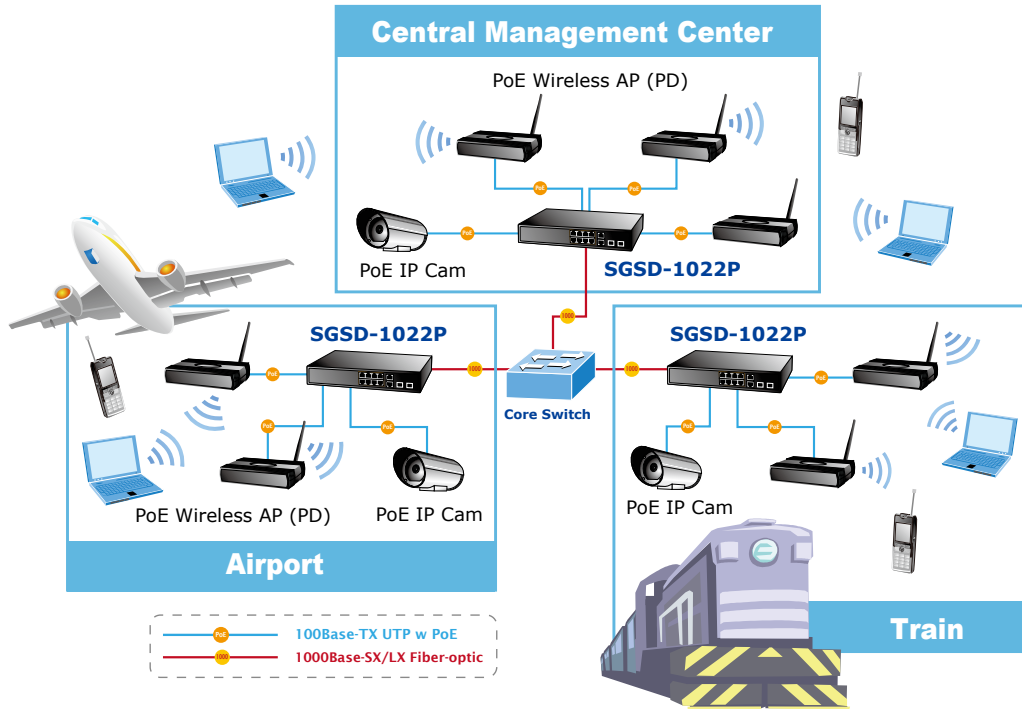 Central Management Center
PoE Wireless AP (PD)
PoE
PoE
PoE
PoE
PoE IP Cam
SGSD-1022P
1000
SGSD-1022P
SGSD-1022P
PoE
1000
1000
PoE
Core Switch
PoE
PoE
PoE
PoE
PoE Wireless AP (PD)
PoE IP Cam
PoE IP Cam
Airport
Train
PoE
100Base-TX UTP w PoE
1000
1000Base-SX/LX Fiber-optic